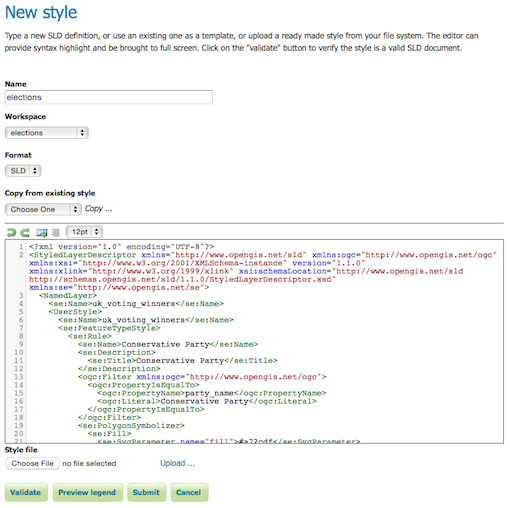 New style
Type a new SLD definition, or use an existing one as a template, or upload a ready made style from your file system. The editor can
provide syntax highlight and be brought to full screen. Click on the "validate" button to verify the style is a valid SLD document.
Name
elections
Workspace
elections
Format
SLD
Copy from existing style
Choose One Copy ...
12pt
1 <?xml version="1.0" encoding="UTF-8"?>
2 <StyledLayerDescriptor xmlns="http://www.opengis.net/sld" xmlns:ogc="http://www.opengis.net/ogc"
xmlns:xsi="http://www.w3.org/2001/XMLSchema-instance" version="1.1.0"
xmlns:xlink="http://www.w3.org/1999/xlink" xsi:schemaLocation="http://www.opengis.net/sld
http://schemas.opengis.net/sld/1.1.0/StyledLayerDescriptor.xsd"
xmlns:se="http://www.opengis.net/se">
3 <NamedLayer>
4 <se:Name>uk_voting_winners</se:Name>
5 <UserStyle>
6 <se:Name>uk_voting_winners</se:Name>
7 <se:FeatureTypeStyle>
8 <se:Rule>
9 <se:Name>Conservative Party</se:Name>
10 <se:Description>
11 <se:Title>Conservative Party</se:Title>
12 </se:Description>
13 <ogc:Filter xmlns:ogc="http://www.opengis.net/ogc">
14 <ogc:PropertyIsEqualTo>
15 <ogc:PropertyName>party_name</ogc:PropertyName>
16 <ogc:Literal>Conservative Party</ogc:Literal>
17 </ogc:PropertyIsEqualTo>
18 </ogc:Filter>
19 <se:PolygonSymbolizer>
20 <se:Fill>
21 <se:SvgParameter name="fill">#a72cdf</se:SvgParameter>
Style file
Choose File no file selected Upload ...
Validate Preview legend Submit Cancel